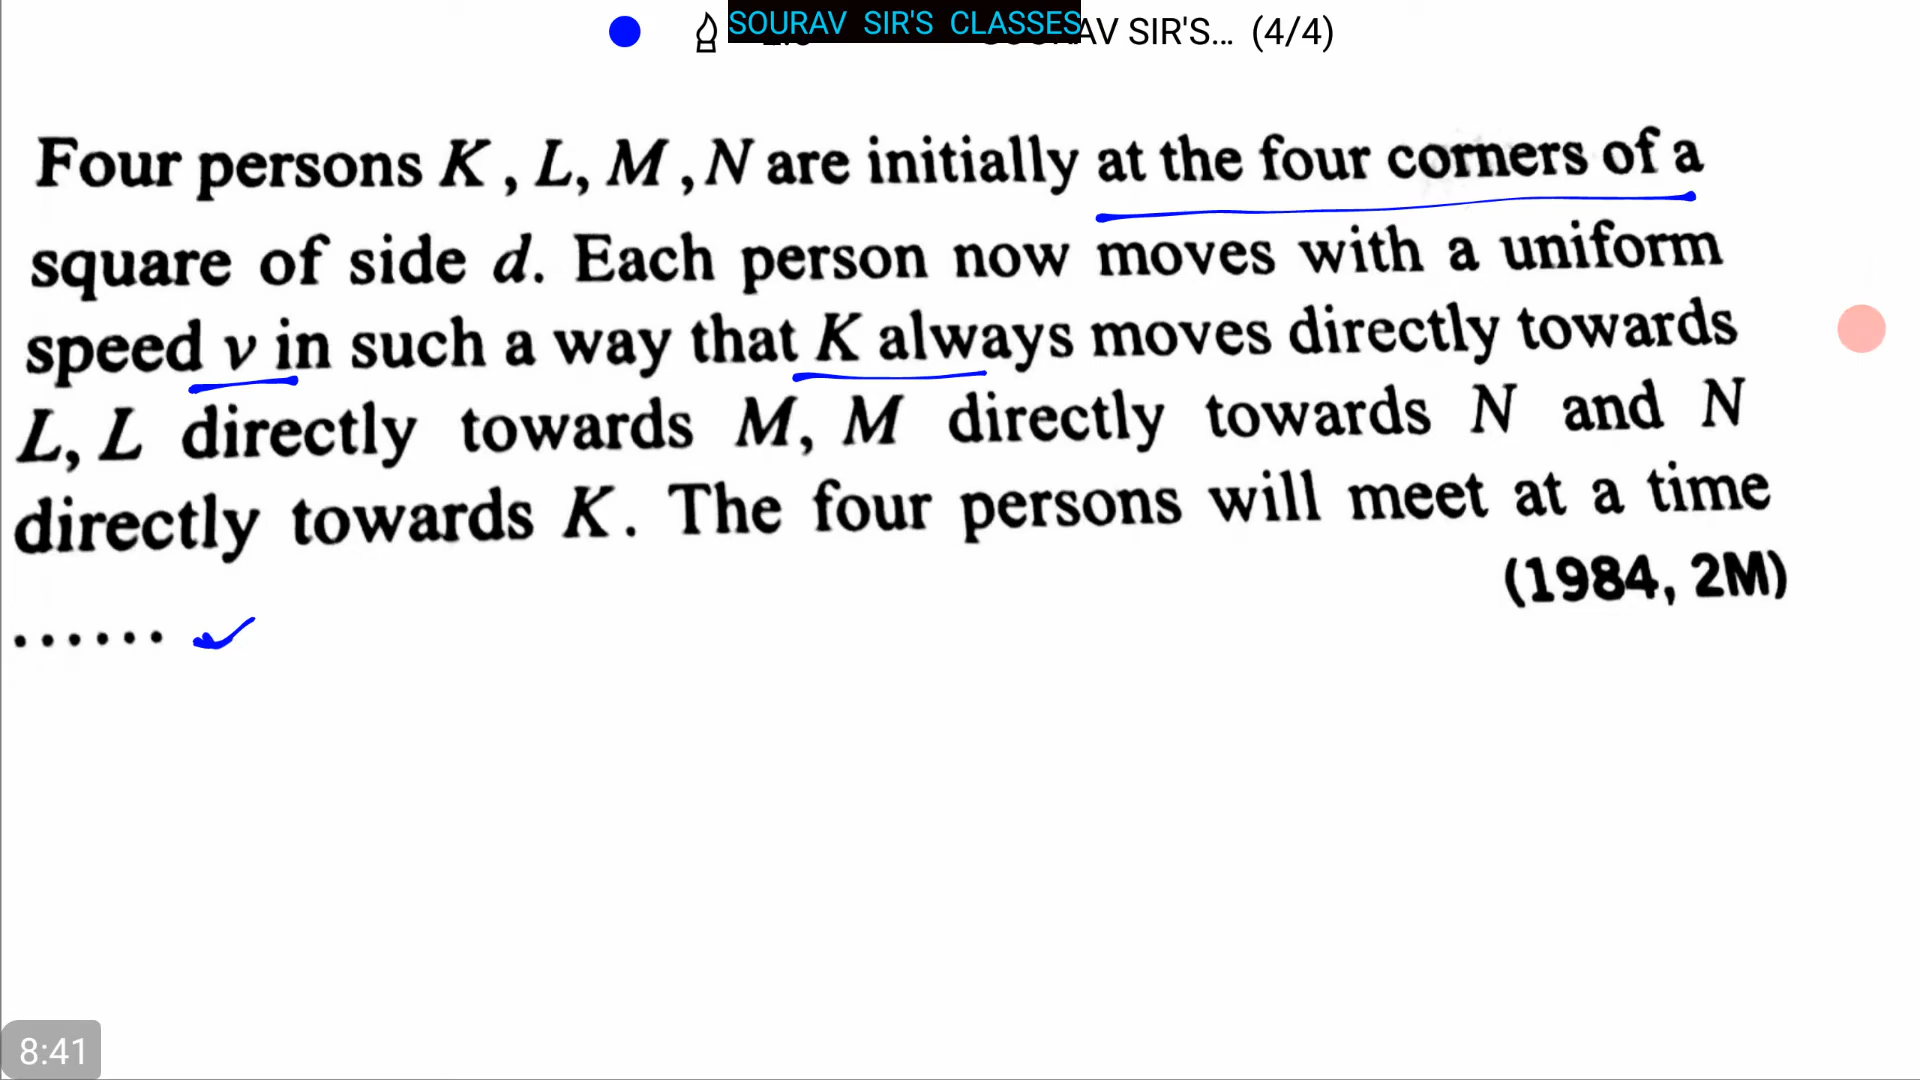 SOURAV SIR'S CLASSES AV SIR'S... (4/4)
Four persons K, L, M, N are initially at the four corners of a
square of side d. Each person now moves with a uniform
speed v in such a way that K always moves directly towards
L, L directly towards M, M directly towards N and N
directly towards K. The four persons will meet at a time
(1984, 2M)
......
8:41